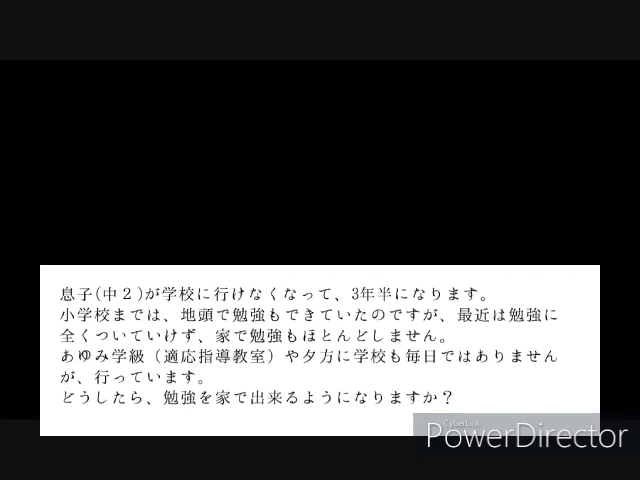 息子(中２)が学校に行けなくなって、3年半になります。
小学校までは、地頭で勉強もできていたのですが、最近は勉強に
全くついていけず、家で勉強もほとんどしません。
あゆみ学級（適応指導教室）や夕方に学校も毎日ではありません
が、行っています。
どうしたら、勉強を家で出来るようになりますか？
CyberLink
PowerDirector